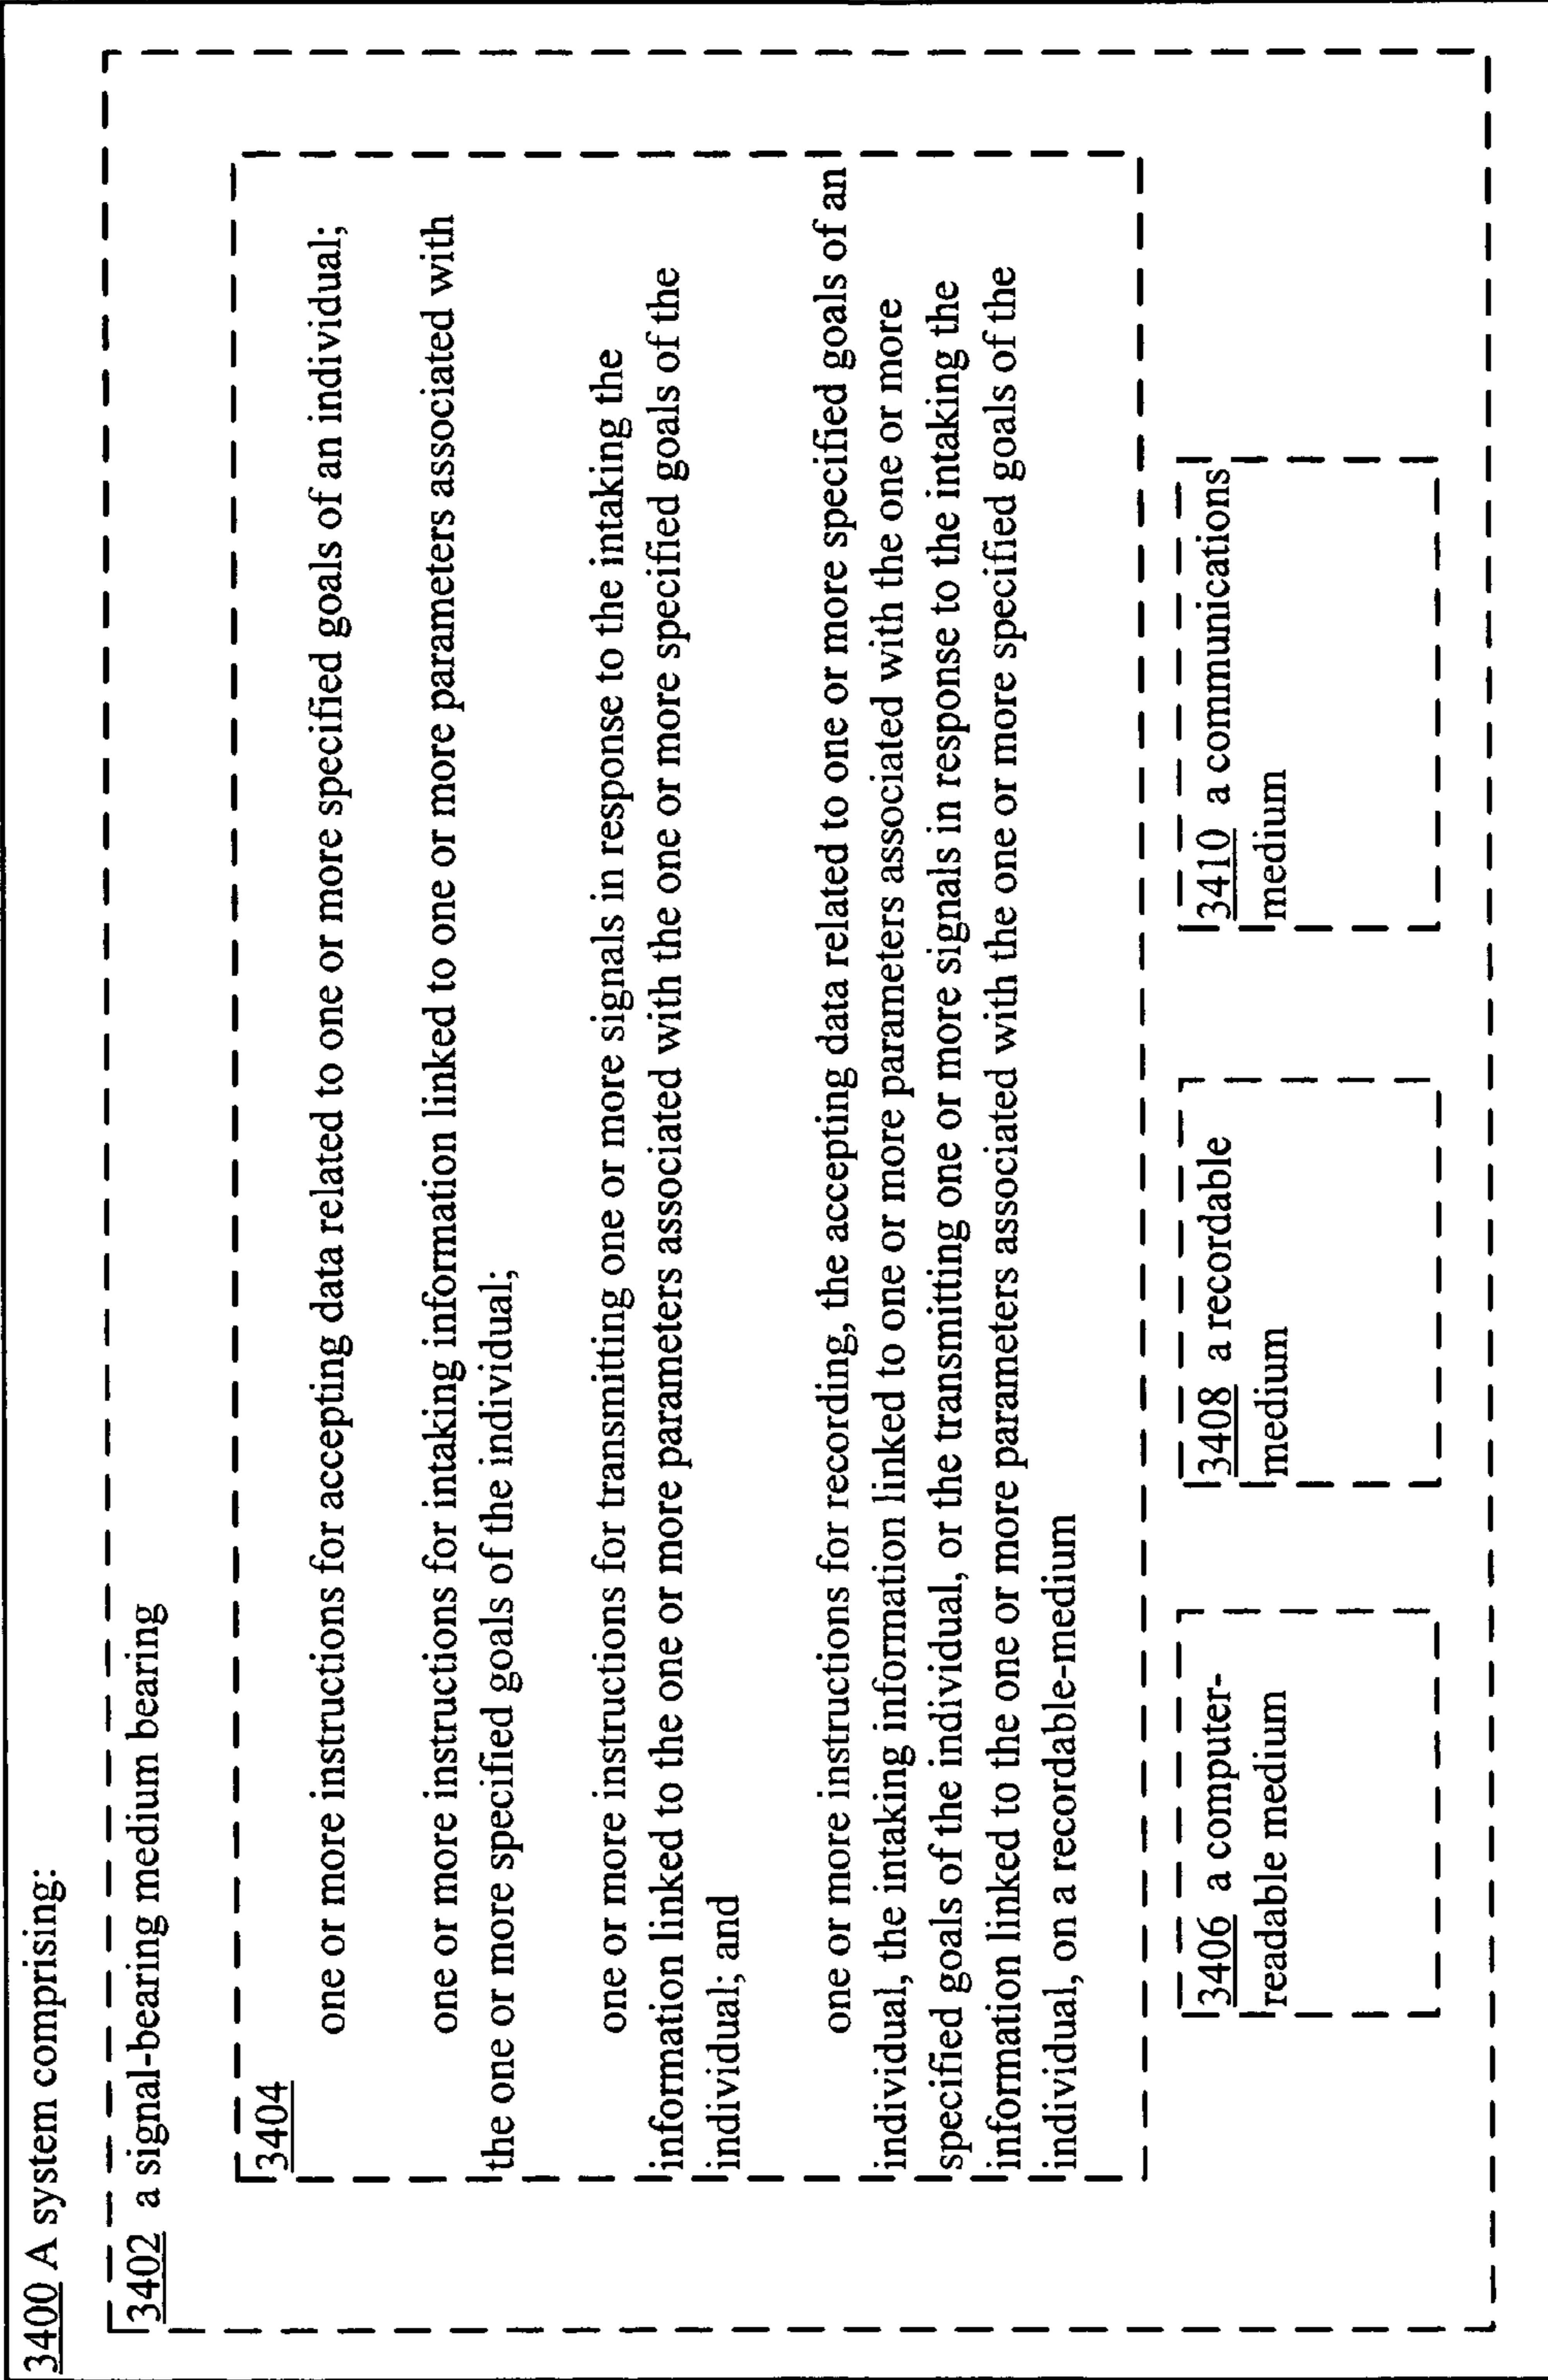 3400 A system comprising:
3402 a signal-bearing medium bearing
3404
one or more instructions for accepting data related to one or more specified goals of an individual;
one or more instructions for intaking information linked to one or more parameters associated with
the one or more specified goals of the individual;
one or more instructions for transmitting one or more signals in response to the intaking the
information linked to the one or more parameters associated with the one or more specified goals of the
individual; and
one or more instructions for recording, the accepting data related to one or more specified goals of an
individual, the intaking information linked to one or more parameters associated with the one or more
specified goals of the individual, or the transmitting one or more signals in response to the intaking the
information linked to the one or more parameters associated with the one or more specified goals of the
individual, on a recordable-medium
3406 a computer-
readable medium
3408 a recordable
medium
3410 a communications
medium